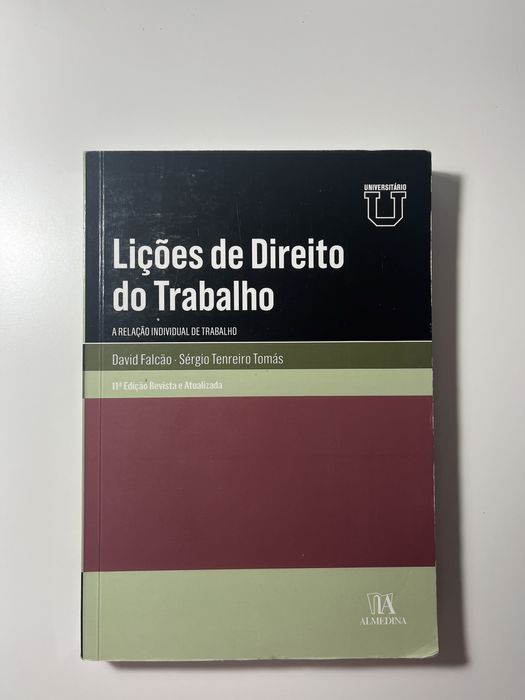 UNIVERSITÁRIO
U
Lições de Direito
do Trabalho
A RELAÇÃO INDIVIDUAL DE TRABALHO
David Falcão · Sérgio Tenreiro Tomás
11ª Edição Revista e Atualizada
ALMEDINA